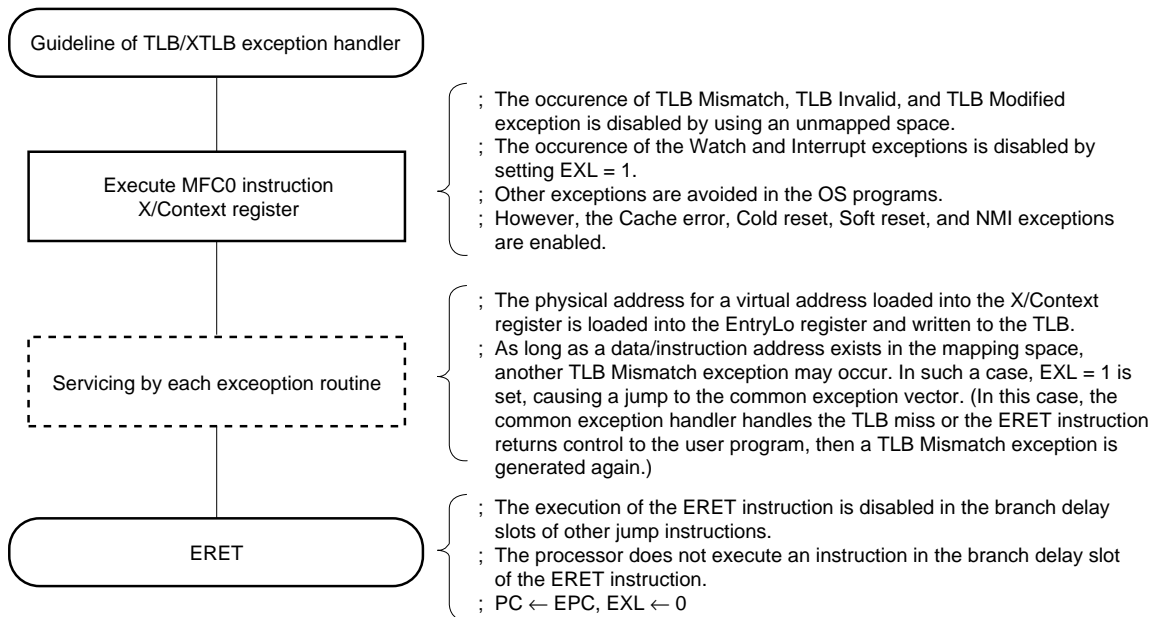 Guideline of TLB/XTLB exception handler
; The occurence of TLB Mismatch, TLB Invalid, and TLB Modified
exception is disabled by using an unmapped space.
; The occurence of the Watch and Interrupt exceptions is disabled by
setting EXL = 1.
; Other exceptions are avoided in the OS programs.
; However, the Cache error, Cold reset, Soft reset, and NMI exceptions
are enabled.
Execute MFC0 instruction
X/Context register
; The physical address for a virtual address loaded into the X/Context
register is loaded into the EntryLo register and written to the TLB.
; As long as a data/instruction address exists in the mapping space,
another TLB Mismatch exception may occur. In such a case, EXL = 1 is
set, causing a jump to the common exception vector. (In this case, the
common exception handler handles the TLB miss or the ERET instruction
returns control to the user program, then a TLB Mismatch exception is
generated again.)
Servicing by each exceoption routine
; The execution of the ERET instruction is disabled in the branch delay
slots of other jump instructions.
; The processor does not execute an instruction in the branch delay slot
of the ERET instruction.
; PC ← EPC, EXL ← 0
ERET